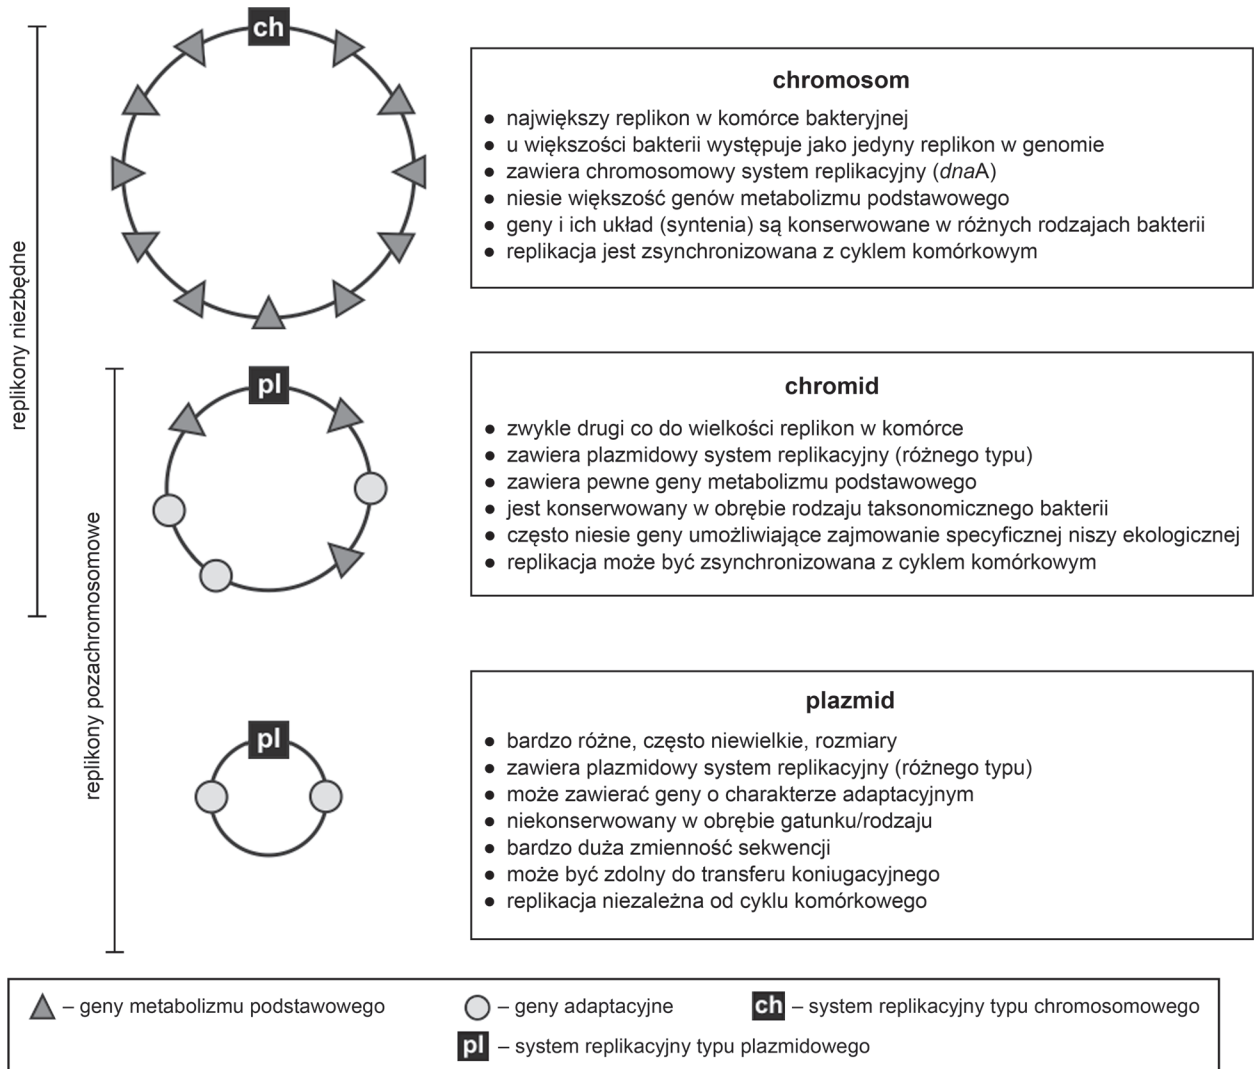 ch
chromosom
● największy replikon w komórce bakteryjnej
● u większości bakterii występuje jako jedyny replikon w genomie
● zawiera chromosomowy system replikacyjny (dnaA)
● niesie większość genów metabolizmu podstawowego
● geny i ich układ (syntenia) są konserwowane w różnych rodzajach bakterii
● replikacja jest zsynchronizowana z cyklem komórkowym
replikony niezbędne
pl
chromid
● zwykle drugi co do wielkości replikon w komórce
● zawiera plazmidowy system replikacyjny (różnego typu)
● zawiera pewne geny metabolizmu podstawowego
● jest konserwowany w obrębie rodzaju taksonomicznego bakterii
● często niesie geny umożliwiające zajmowanie specyficznej niszy ekologicznej
● replikacja może być zsynchronizowana z cyklem komórkowym
replikony pozachromosomowe
pl
plazmid
● bardzo różne, często niewielkie, rozmiary
● zawiera plazmidowy system replikacyjny (różnego typu)
● może zawierać geny o charakterze adaptacyjnym
● niekonserwowany w obrębie gatunku/rodzaju
● bardzo duża zmienność sekwencji
● może być zdolny do transferu koniugacyjnego
● replikacja niezależna od cyklu komórkowego
– geny metabolizmu podstawowego – geny adaptacyjne ch – system replikacyjny typu chromosomowego
pl – system replikacyjny typu plazmidowego